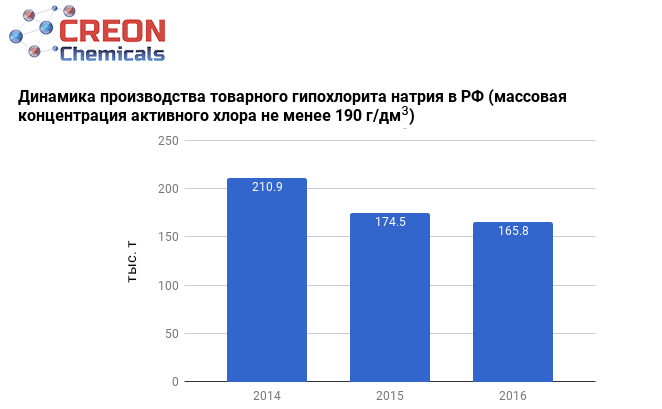 CREON
Chemicals
Динамика производства товарного гипохлорита натрия в РФ (массовая
концентрация активного хлора не менее 190 г/дм³)
250
200
150
100
50
0
тыс. т
210.9
174.5
165.8
2014
2015
2016